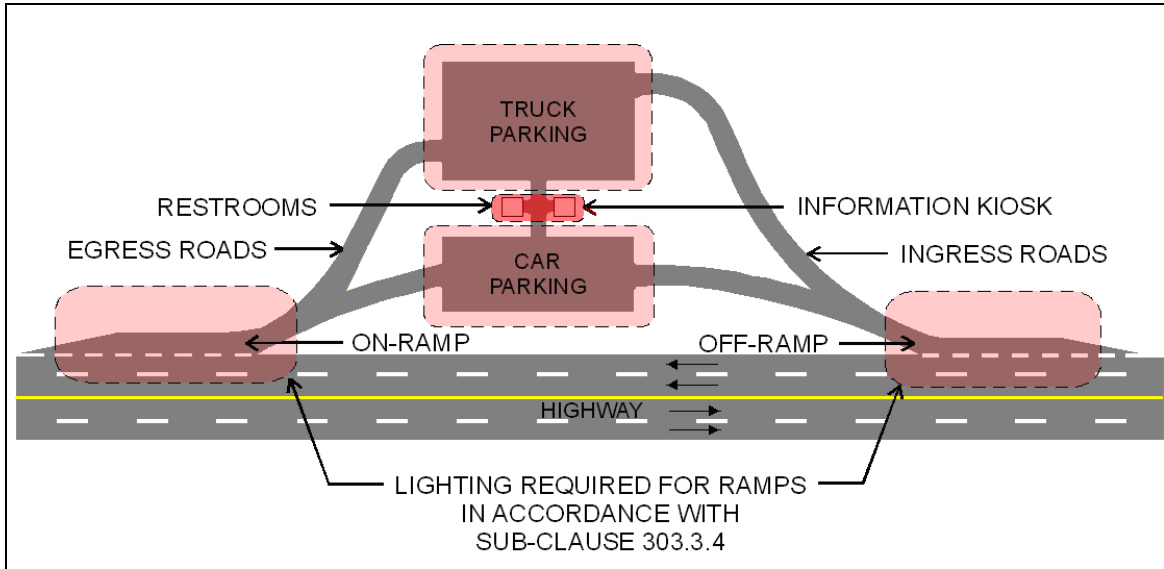 TRUCK
PARKING
RESTROOMS
INFORMATION KIOSK
EGRESS ROADS
INGRESS ROADS
CAR
PARKING
ON-RAMP
OFF-RAMP
HIGHWAY
LIGHTING REQUIRED FOR RAMPS
IN ACCORDANCE WITH
SUB-CLAUSE 303.3.4